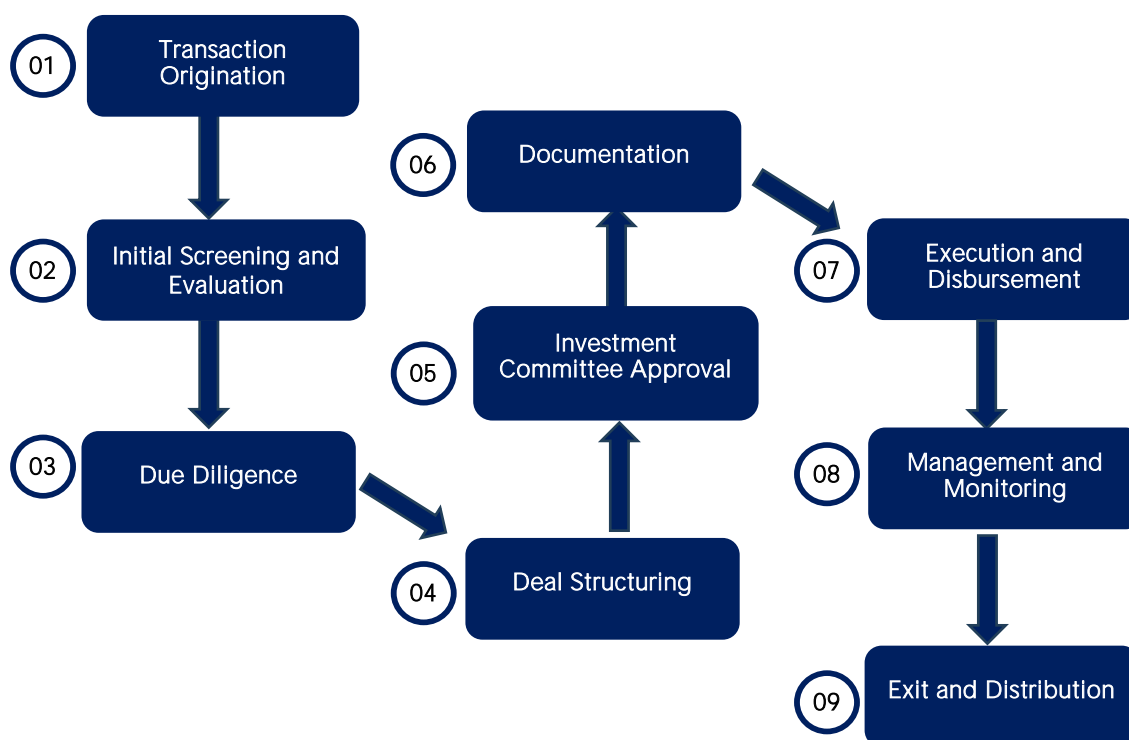 01
Transaction
Origination
02
Initial Screening and
Evaluation
03
Due Diligence
04
Deal Structuring
05
Investment
Committee Approval
06
Documentation
07
Execution and
Disbursement
08
Management and
Monitoring
09
Exit and Distribution